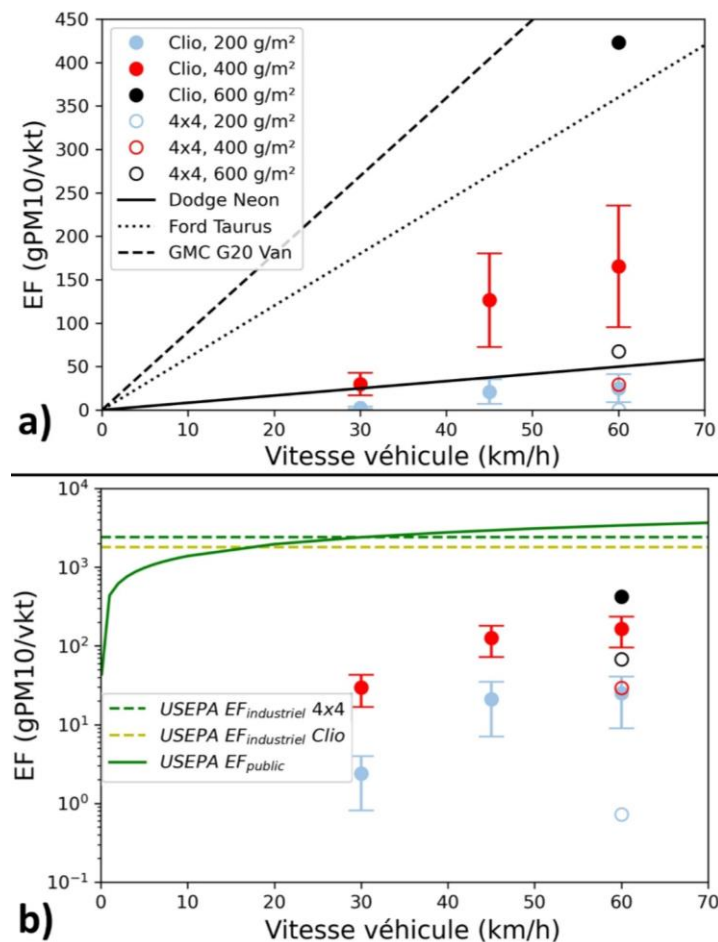 450
400
350
300
250
200
150
100
50
0
EF (gPM10/vkt)
Clio, 200 g/m²
Clio, 400 g/m²
Clio, 600 g/m²
4x4, 200 g/m²
4x4, 400 g/m²
4x4, 600 g/m²
Dodge Neon
Ford Taurus
GMC G20 Van
0 10 20 30 40 50 60 70
a)
Vitesse véhicule (km/h)
10⁴
10³
10²
10¹
10⁰
10⁻¹
EF (gPM10/vkt)
USEPA EF_industriel 4x4
USEPA EF_industriel Clio
USEPA EF_public
0 10 20 30 40 50 60 70
b)
Vitesse véhicule (km/h)